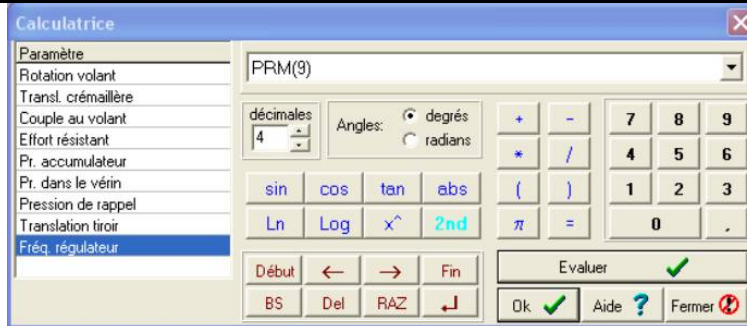 Calculatrice
Paramètre
Rotation volant
Transl. crémaillère
Couple au volant
Effort résistant
Pr. accumulateur
Pr. dans le vérin
Pression de rappel
Translation tiroir
Fréq. régulateur
PRM(9)
décimales
4
Angles:
degrés
radians
+ - 7 8 9
* / 4 5 6
sin cos tan abs ( ) 1 2 3
Ln Log x^ 2nd π = 0 .
Début ← → Fin
Evaluer
BS Del RAZ ↵
Ok Aide ? Fermer